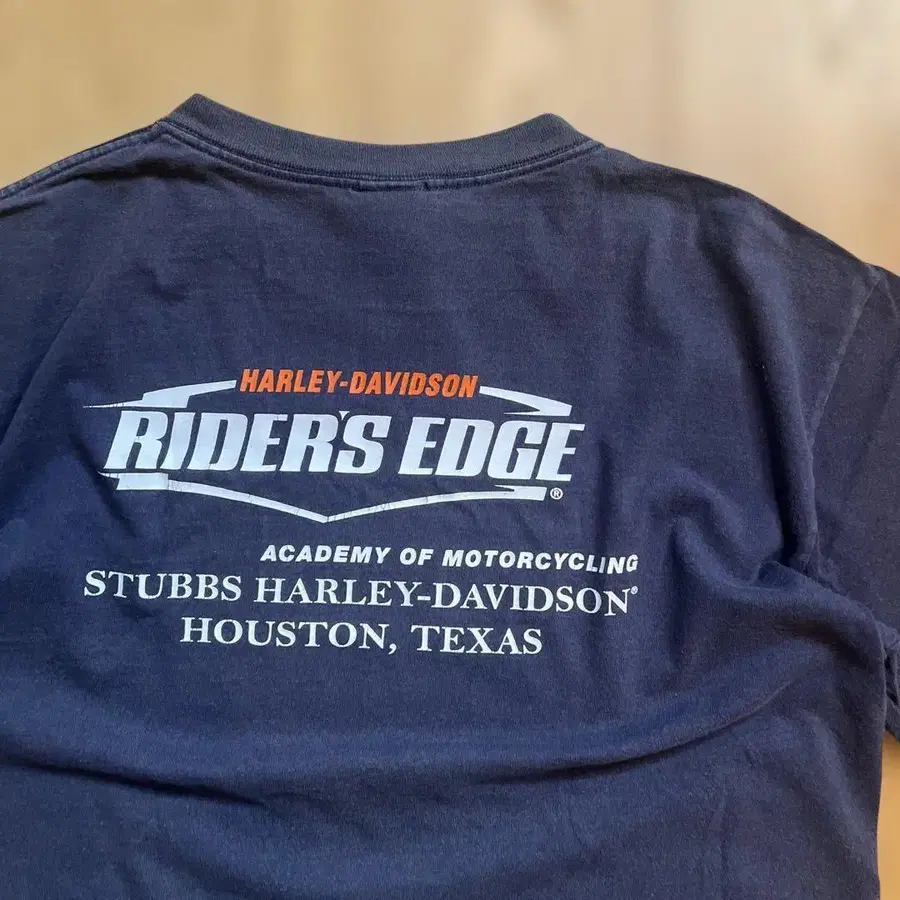 HARLEY-DAVIDSON
RIDER'S EDGE®
ACADEMY OF MOTORCYCLING
STUBBS HARLEY-DAVIDSON®
HOUSTON, TEXAS